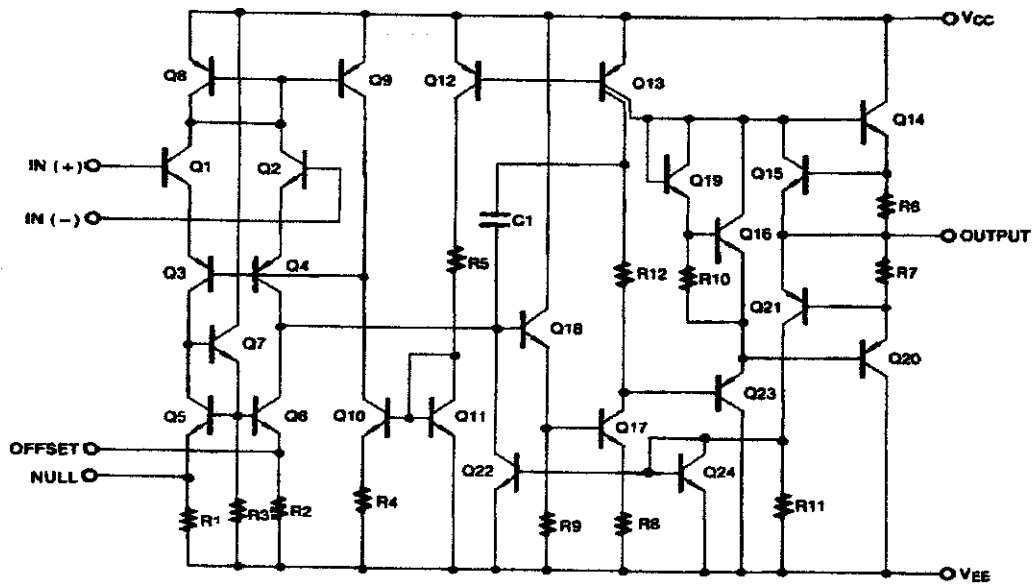 VCC
Q8
Q9
Q12
Q13
Q14
IN (+)
Q1
Q2
Q19
Q15
IN (-)
C1
R6
Q16
OUTPUT
Q3
Q4
R5
R12
R10
R7
Q21
Q7
Q18
Q20
Q5
Q6
Q10
Q11
Q17
Q23
OFFSET
Q22
Q24
NULL
R1
R3
R2
R4
R9
R8
R11
VEE